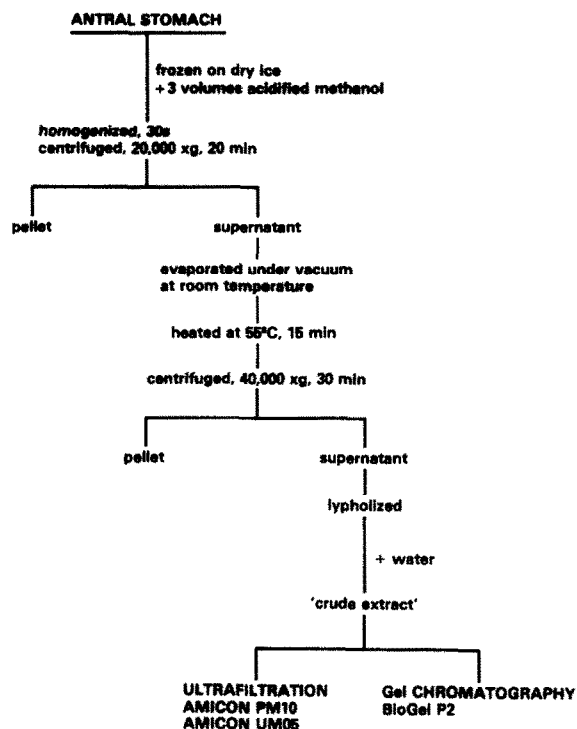 ANTRAL STOMACH
frozen on dry ice
+ 3 volumes acidified methanol
homogenized, 30s
centrifuged, 20,000 xg, 20 min
pellet
supernatant
evaporated under vacuum
at room temperature
heated at 55°C, 15 min
centrifuged, 40,000 xg, 30 min
pellet
supernatant
lypholized
+ water
'crude extract'
ULTRAFILTRATION
AMICON PM10
AMICON UM05
Gel CHROMATOGRAPHY
BioGel P2